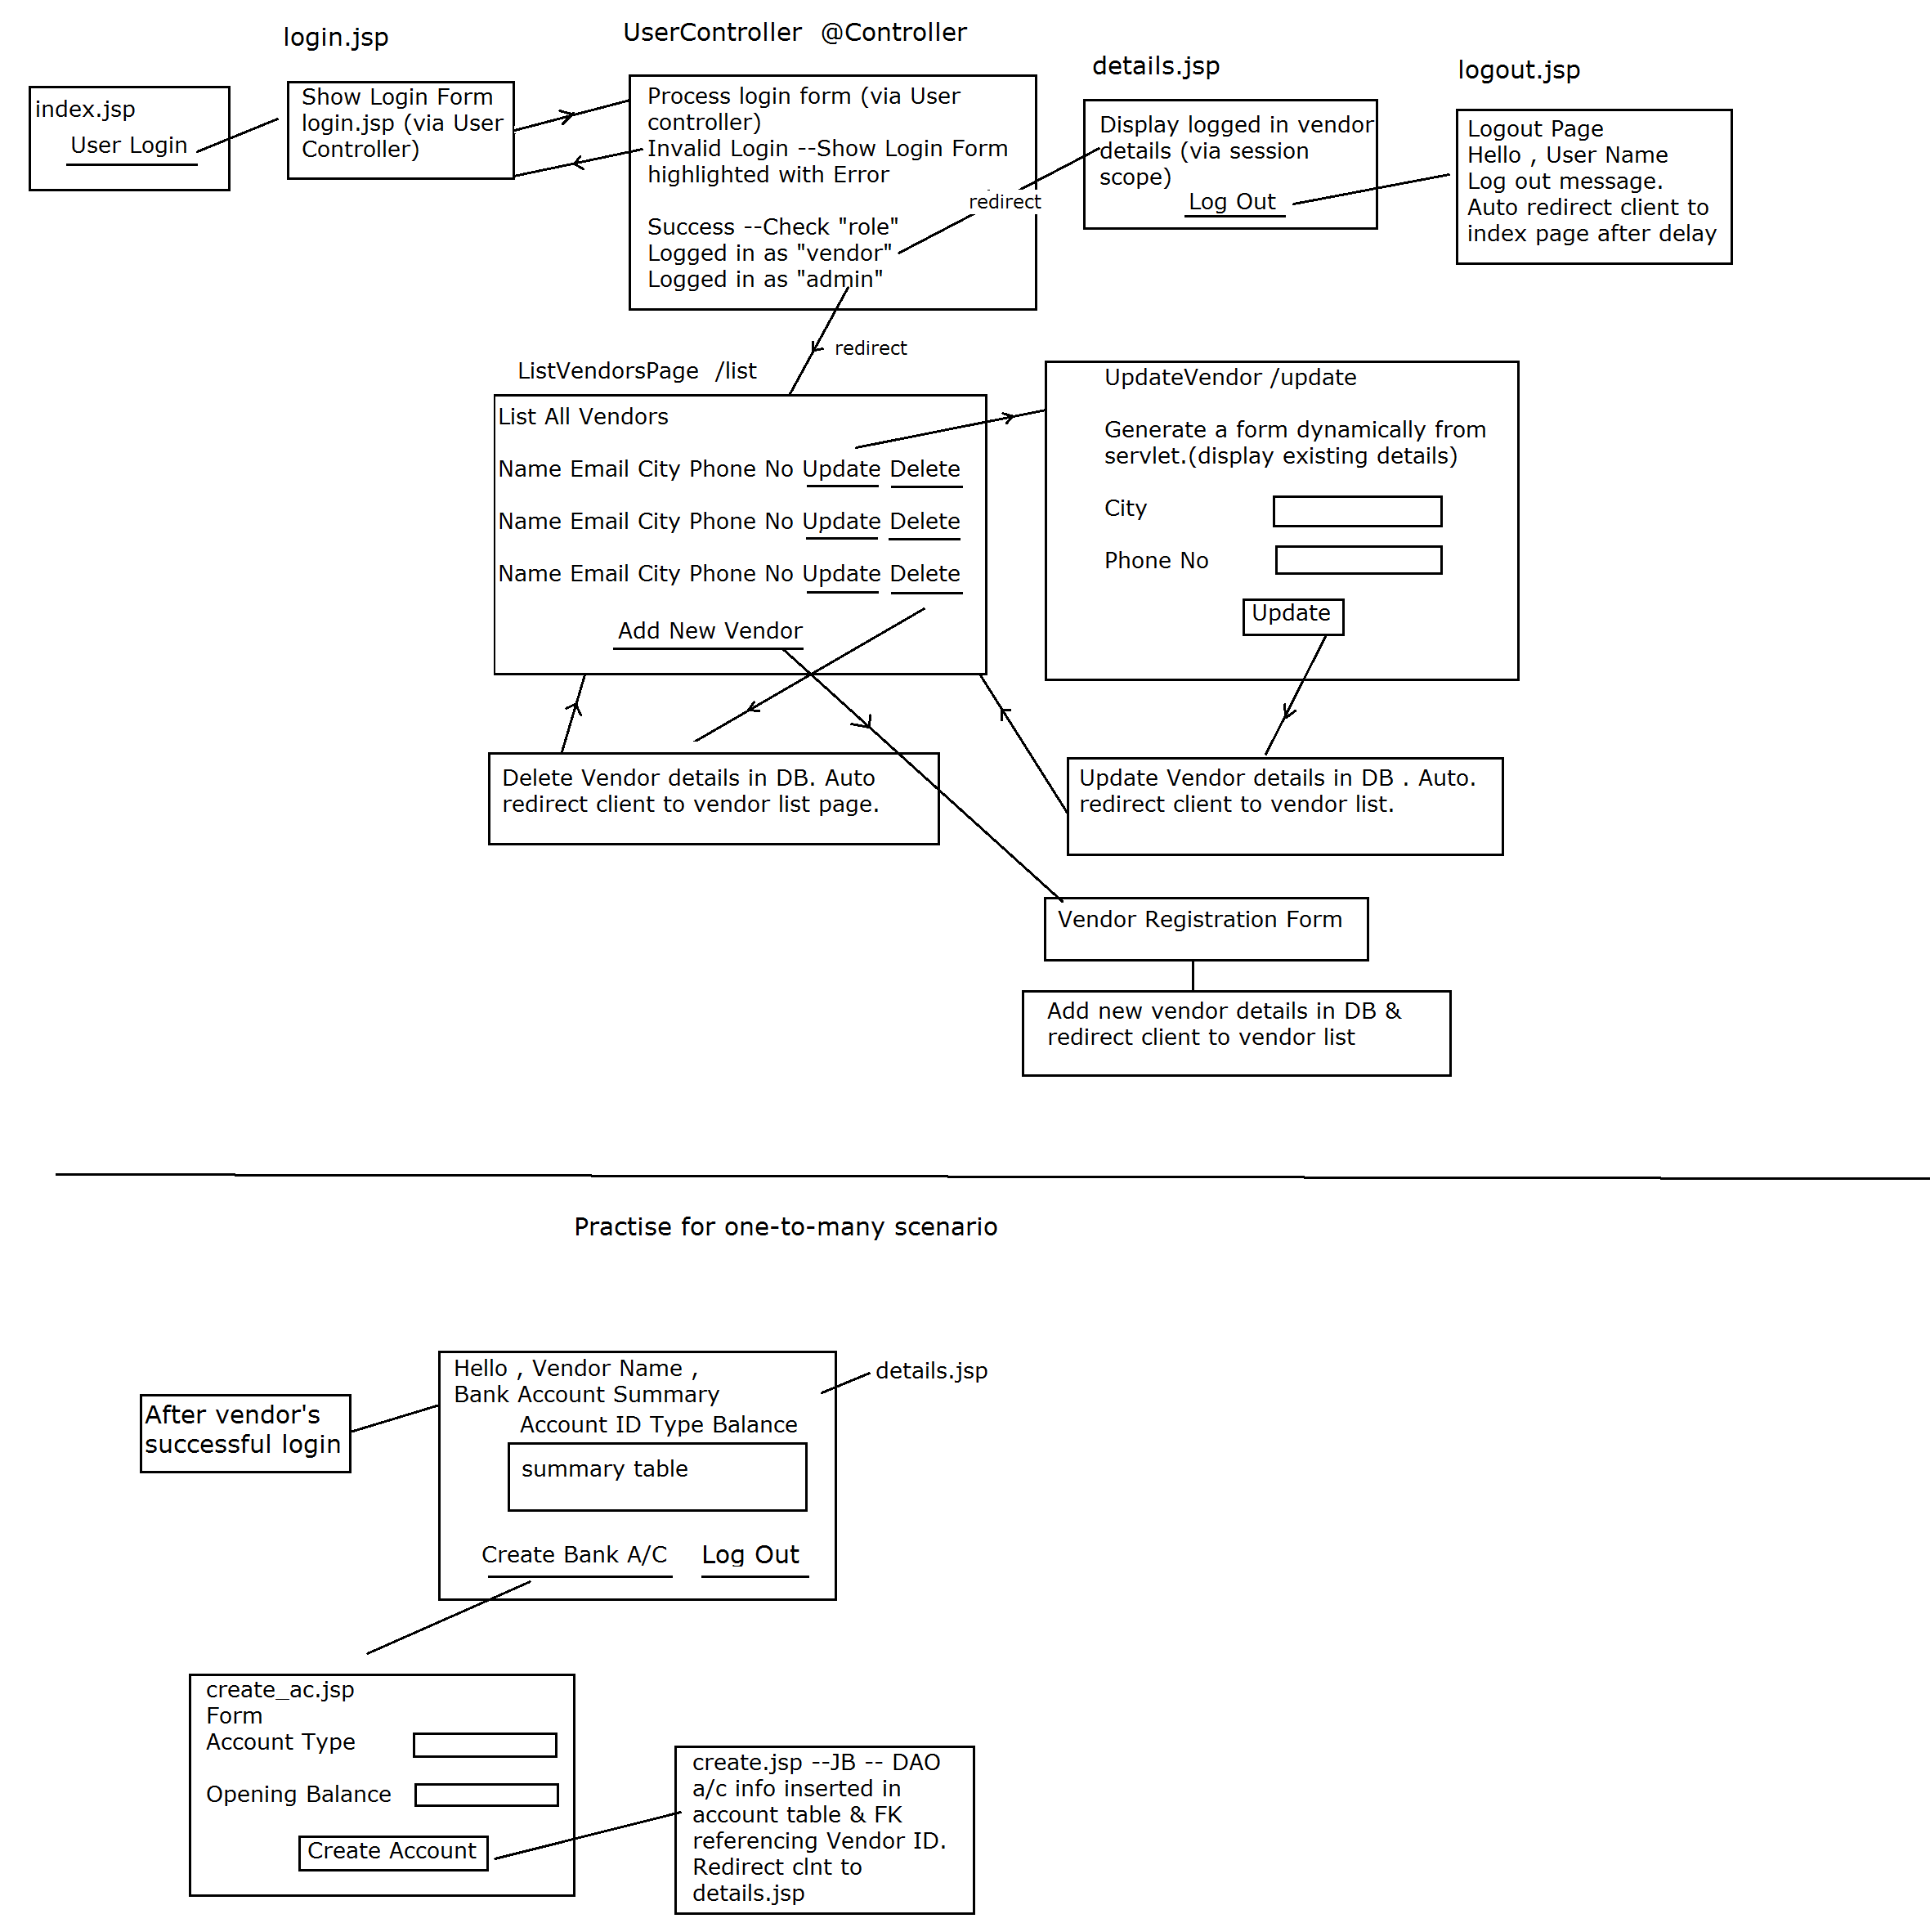 login.jsp
UserController  @Controller
details.jsp
logout.jsp
index.jsp
User Login
Show Login Form
login.jsp (via User
Controller)
Process login form (via User
controller)
Invalid Login --Show Login Form
highlighted with Error
Success --Check "role"
Logged in as "vendor"
Logged in as "admin"
redirect
Display logged in vendor
details (via session
scope)
Log Out
Logout Page
Hello , User Name
Log out message.
Auto redirect client to
index page after delay
redirect
ListVendorsPage  /list
List All Vendors
Name Email City Phone No Update Delete
Name Email City Phone No Update Delete
Name Email City Phone No Update Delete
Add New Vendor
UpdateVendor /update
Generate a form dynamically from
servlet.(display existing details)
City
Phone No
Update
Delete Vendor details in DB. Auto
redirect client to vendor list page.
Update Vendor details in DB . Auto.
redirect client to vendor list.
Vendor Registration Form
Add new vendor details in DB &
redirect client to vendor list
Practise for one-to-many scenario
After vendor's
successful login
Hello , Vendor Name ,
Bank Account Summary
Account ID Type Balance
summary table
Create Bank A/C
Log Out
details.jsp
create_ac.jsp
Form
Account Type
Opening Balance
Create Account
create.jsp --JB -- DAO
a/c info inserted in
account table & FK
referencing Vendor ID.
Redirect clnt to
details.jsp